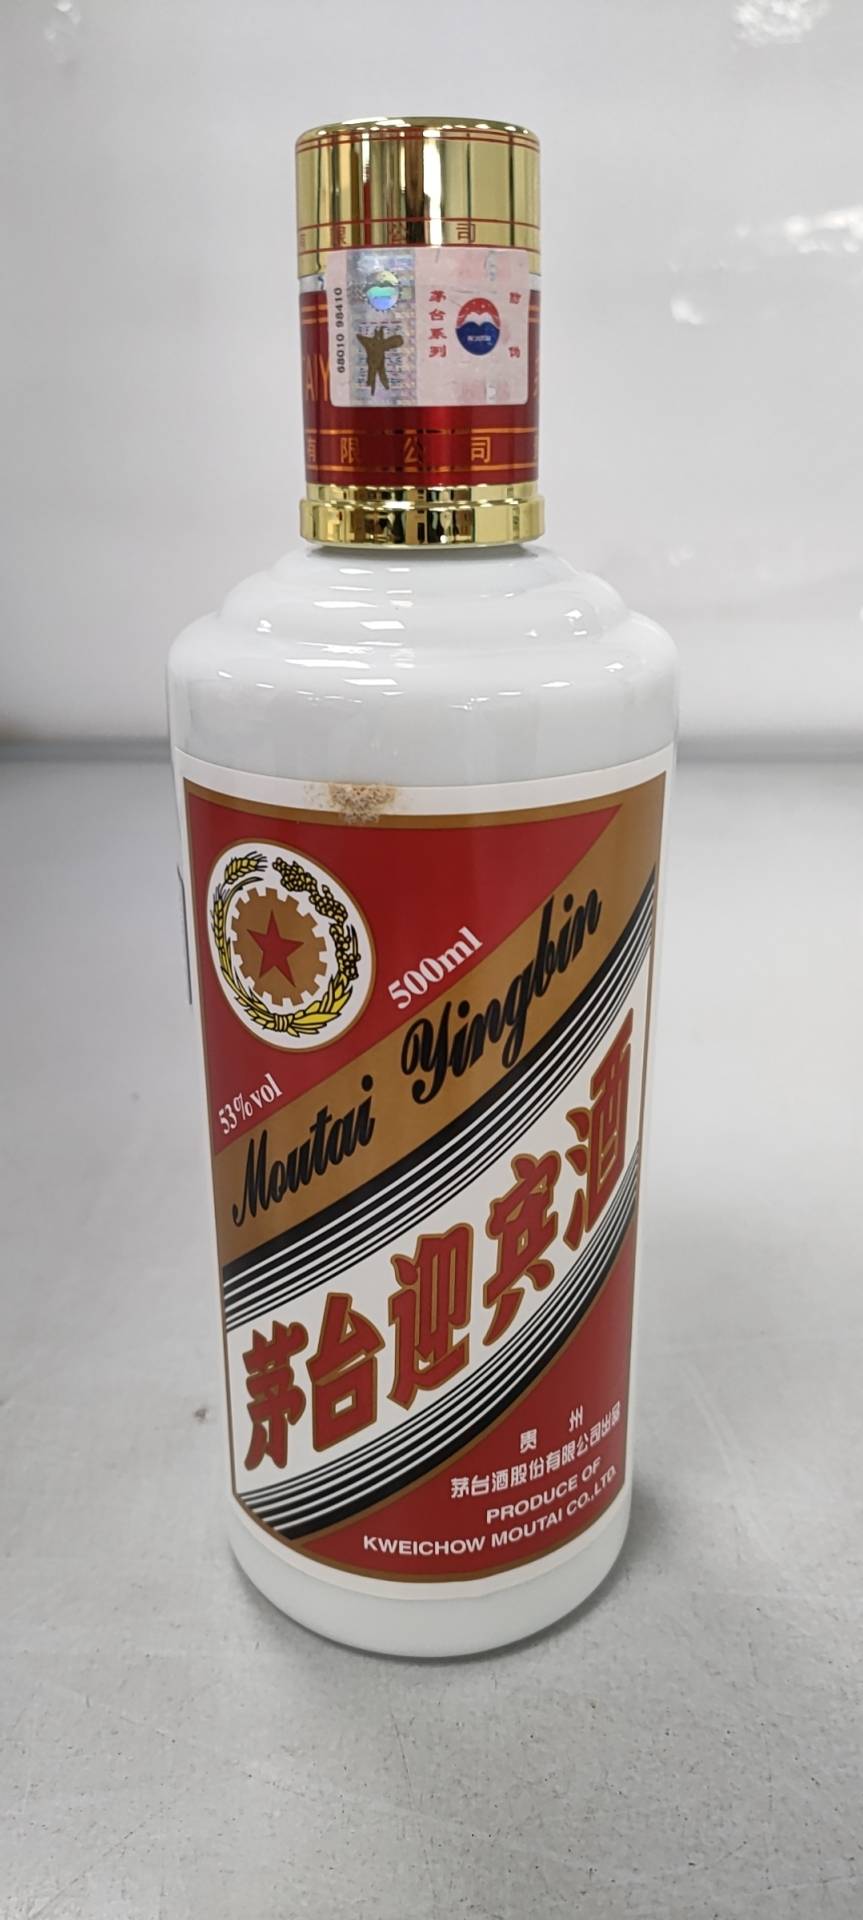 限公司
68010 98410
茅台系列
防伪
AIY
有限公司
500ml
53%vol
Moutai Yingbin
茅台迎宾酒
贵州
茅台酒股份有限公司出品
PRODUCE OF
KWEICHOW MOUTAI CO.,LTD.